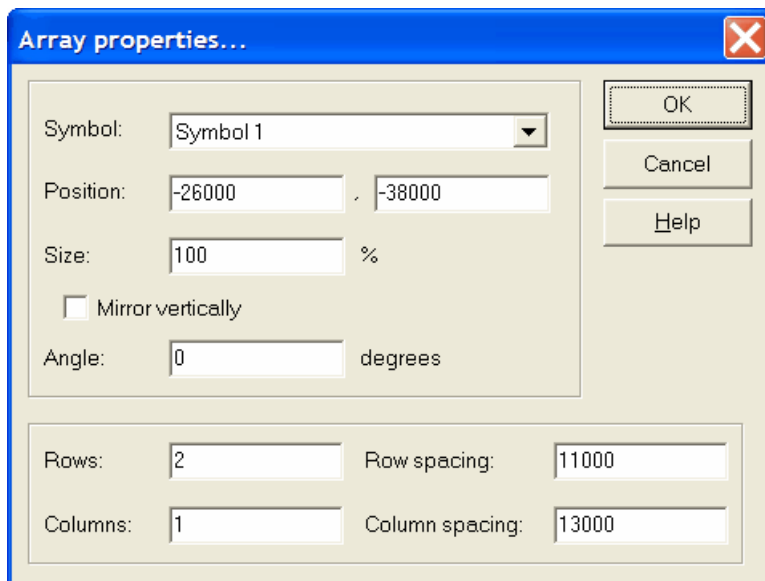 Array properties...
Symbol: Symbol 1 OK
Position: -26000 , -38000 Cancel
Size: 100 % Help
Mirror vertically
Angle: 0 degrees
Rows: 2 Row spacing: 11000
Columns: 1 Column spacing: 13000